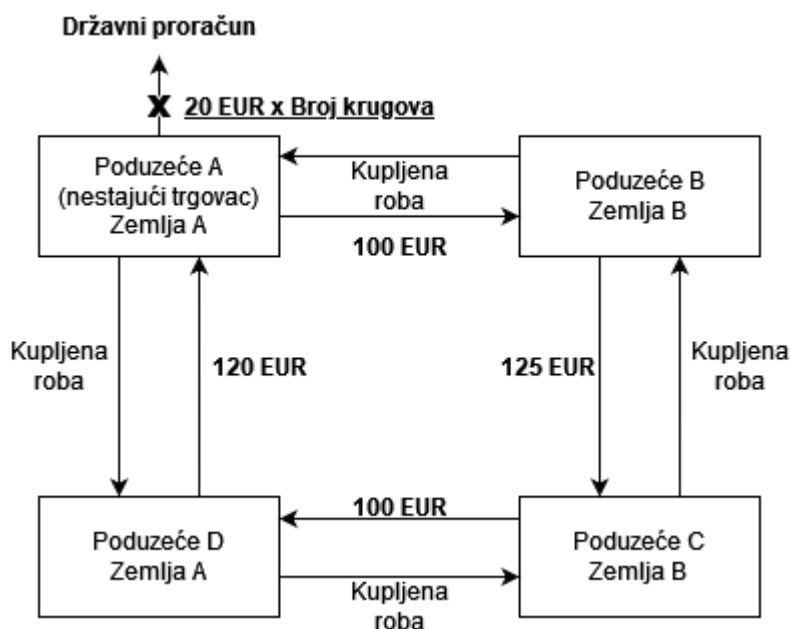 Državni proračun
X 20 EUR x Broj krugova
Poduzeće A
(nestajući trgovac)
Zemlja A
Kupljena
roba
100 EUR
Poduzeće B
Zemlja B
Kupljena
roba
120 EUR
125 EUR
Kupljena
roba
Poduzeće D
Zemlja A
100 EUR
Kupljena
roba
Poduzeće C
Zemlja B